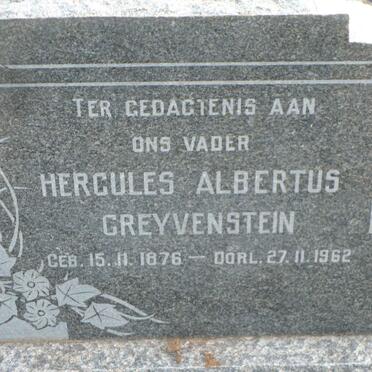 TER GEDAGTENIS AAN
ONS VADER
HERCULES ALBERTUS
GREYVENSTEIN
GEB. 15.11.1876 — OORL. 27.11.1962